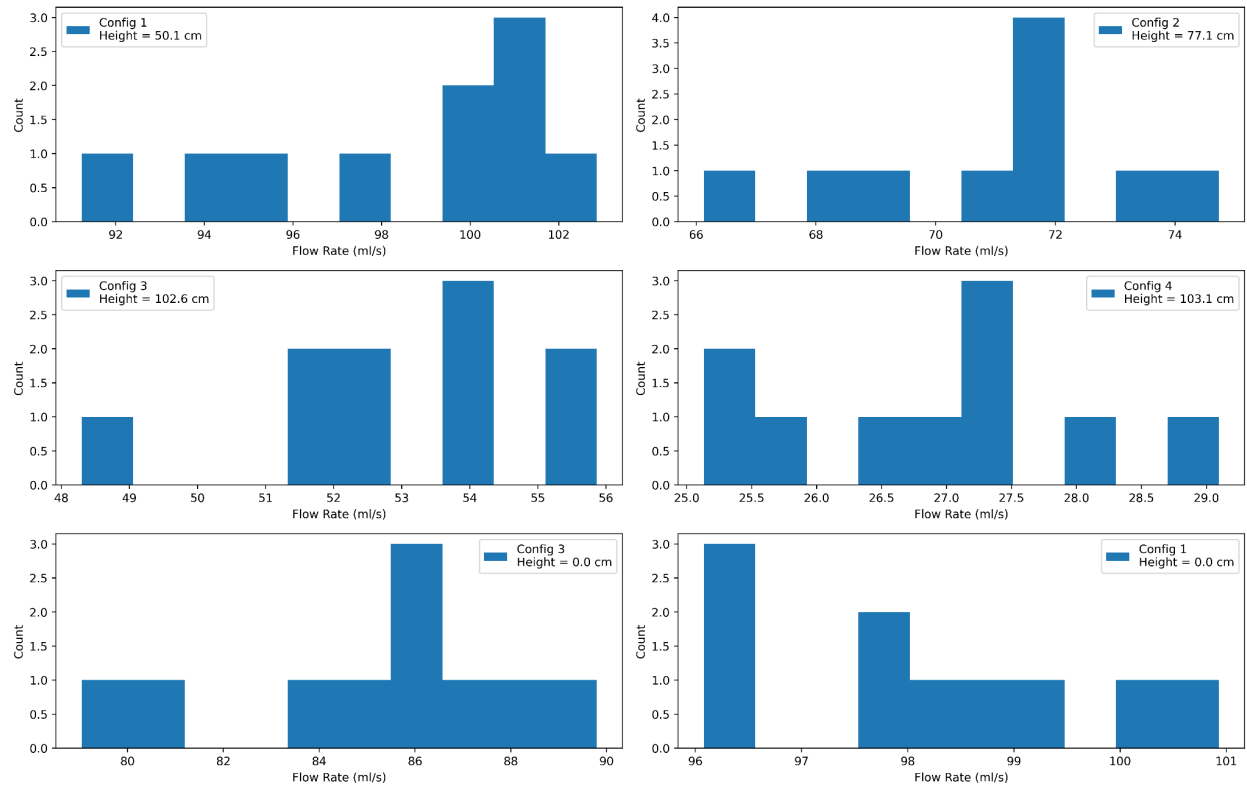 3.0
2.5
2.0
1.5
1.0
0.5
0.0
Count
Config 1
Height = 50.1 cm
92 94 96 98 100 102
Flow Rate (ml/s)
4.0
3.5
3.0
2.5
2.0
1.5
1.0
0.5
0.0
Count
Config 2
Height = 77.1 cm
66 68 70 72 74
Flow Rate (ml/s)
3.0
2.5
2.0
1.5
1.0
0.5
0.0
Count
Config 3
Height = 102.6 cm
48 49 50 51 52 53 54 55 56
Flow Rate (ml/s)
3.0
2.5
2.0
1.5
1.0
0.5
0.0
Count
Config 4
Height = 103.1 cm
25.0 25.5 26.0 26.5 27.0 27.5 28.0 28.5 29.0
Flow Rate (ml/s)
3.0
2.5
2.0
1.5
1.0
0.5
0.0
Count
Config 3
Height = 0.0 cm
80 82 84 86 88 90
Flow Rate (ml/s)
3.0
2.5
2.0
1.5
1.0
0.5
0.0
Count
Config 1
Height = 0.0 cm
96 97 98 99 100 101
Flow Rate (ml/s)